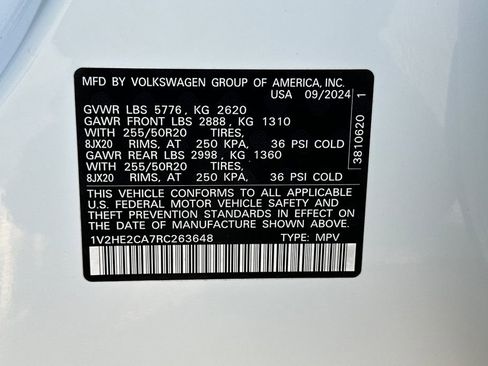 MFD BY VOLKSWAGEN GROUP OF AMERICA, INC.
USA 09/2024
GVWR LBS 5776, KG 2620
GAWR FRONT LBS 2888, KG 1310
WITH 255/50R20 TIRES,
8JX20 RIMS, AT 250 KPA, 36 PSI COLD
GAWR REAR LBS 2998, KG 1360
WITH 255/50R20 TIRES,
8JX20 RIMS, AT 250 KPA, 36 PSI COLD
THIS VEHICLE CONFORMS TO ALL APPLICABLE
U.S. FEDERAL MOTOR VEHICLE SAFETY AND
THEFT PREVENTION STANDARDS IN EFFECT ON
THE DATE OF MANUFACTURE SHOWN ABOVE.
1V2HE2CA7RC263648 TYPE: MPV
3810620 1